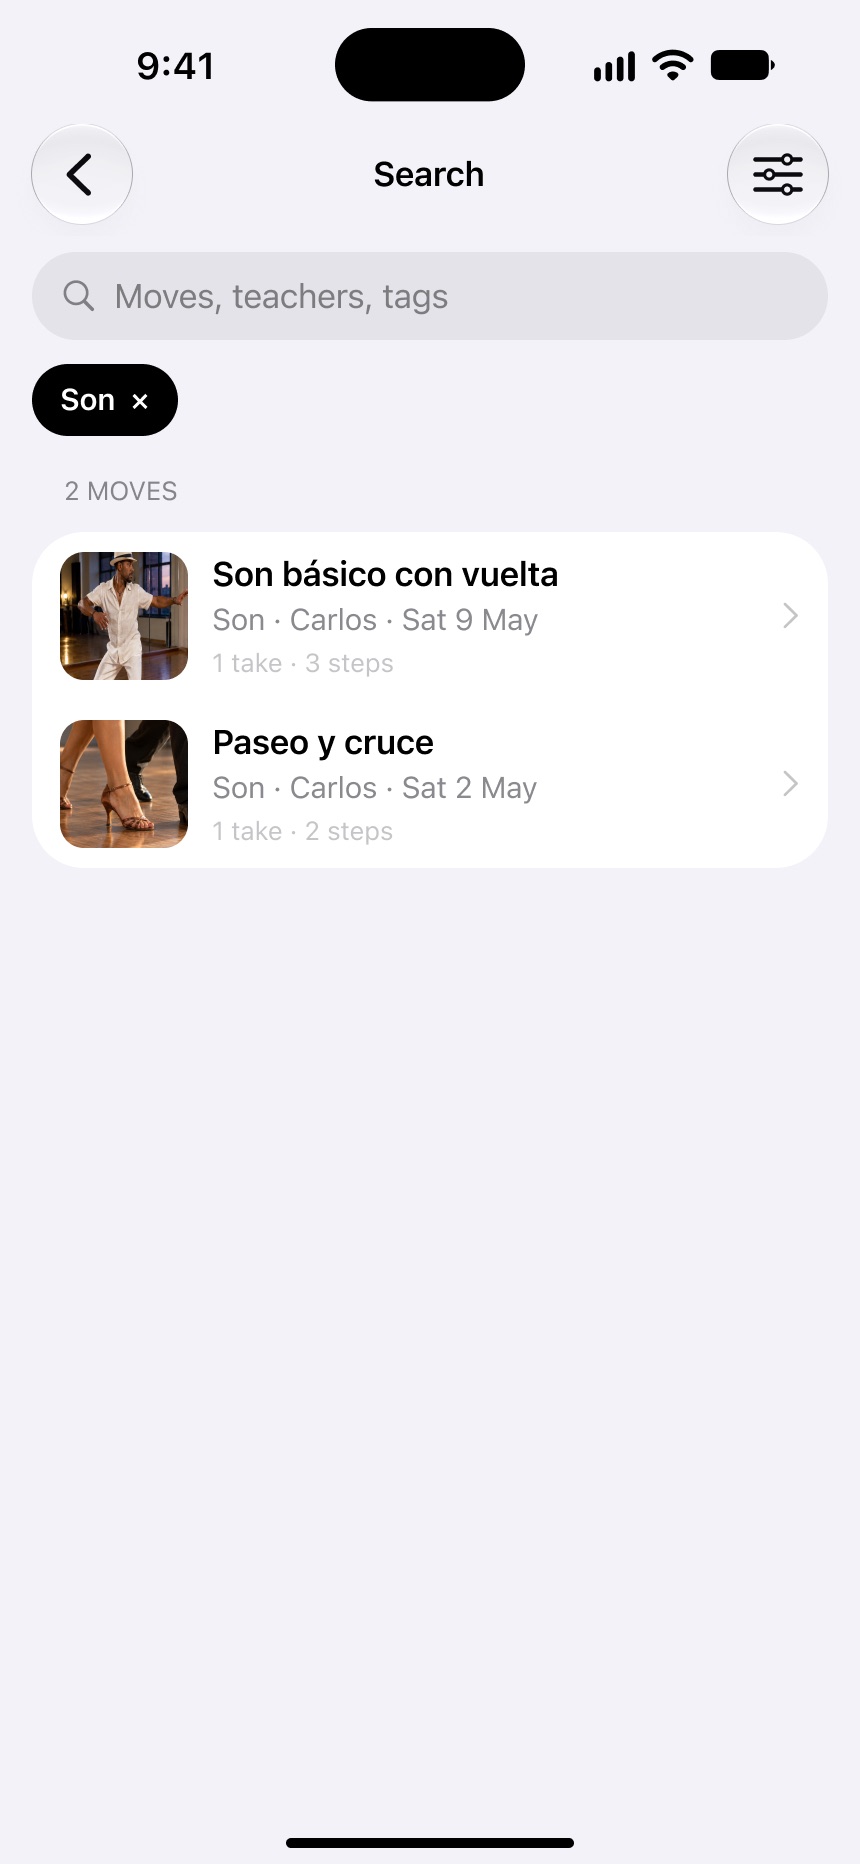 9:41
Search
Moves, teachers, tags
Son ×
2 MOVES
Son básico con vuelta
Son · Carlos · Sat 9 May
1 take · 3 steps
Paseo y cruce
Son · Carlos · Sat 2 May
1 take · 2 steps